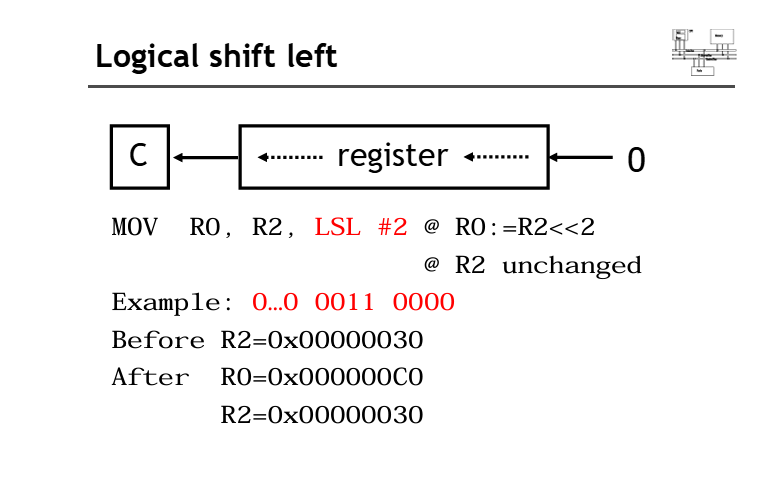 Logical shift left
C register 0
MOV R0, R2, LSL #2 @ R0:=R2<<2
@ R2 unchanged
Example: 0…0 0011 0000
Before R2=0x00000030
After R0=0x000000C0
R2=0x00000030